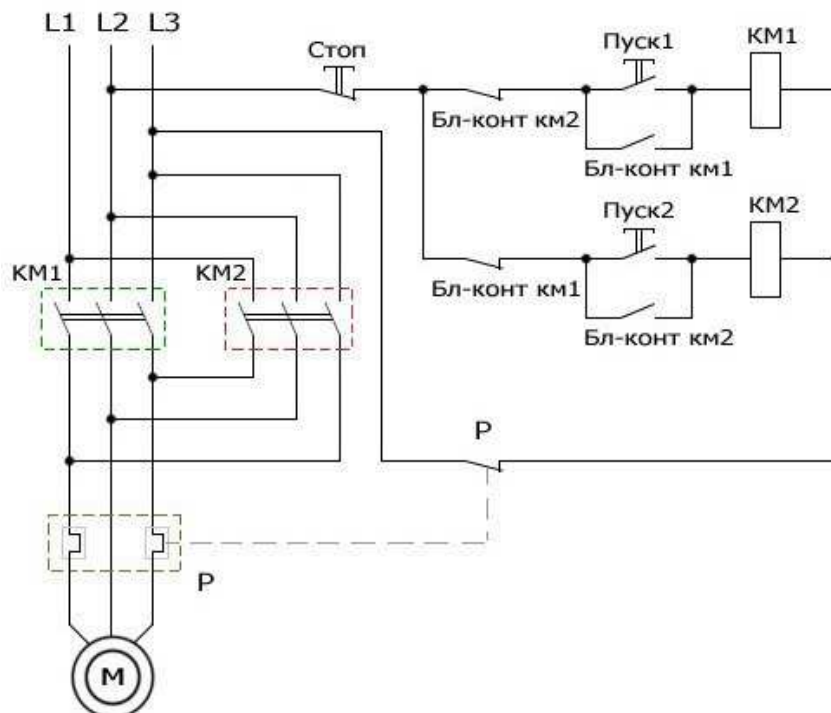 L1 L2 L3
Стоп
Пуск1
КМ1
Бл-конт км2
Бл-конт км1
Пуск2
КМ2
КМ1
КМ2
Бл-конт км1
Бл-конт км2
Р
Р
М